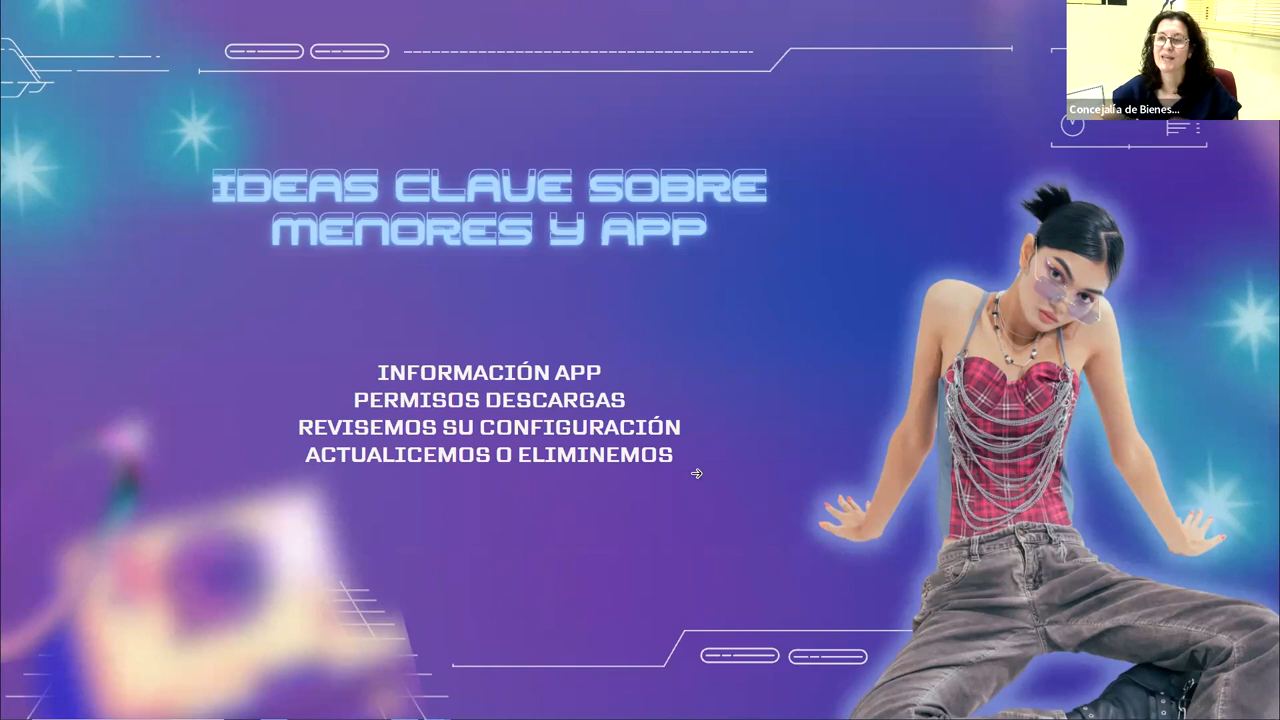 Concejalía de Bienes...
IDEAS CLAVE SOBRE
MENORES Y APP
INFORMACIÓN APP
PERMISOS DESCARGAS
REVISEMOS SU CONFIGURACIÓN
ACTUALICEMOS O ELIMINEMOS